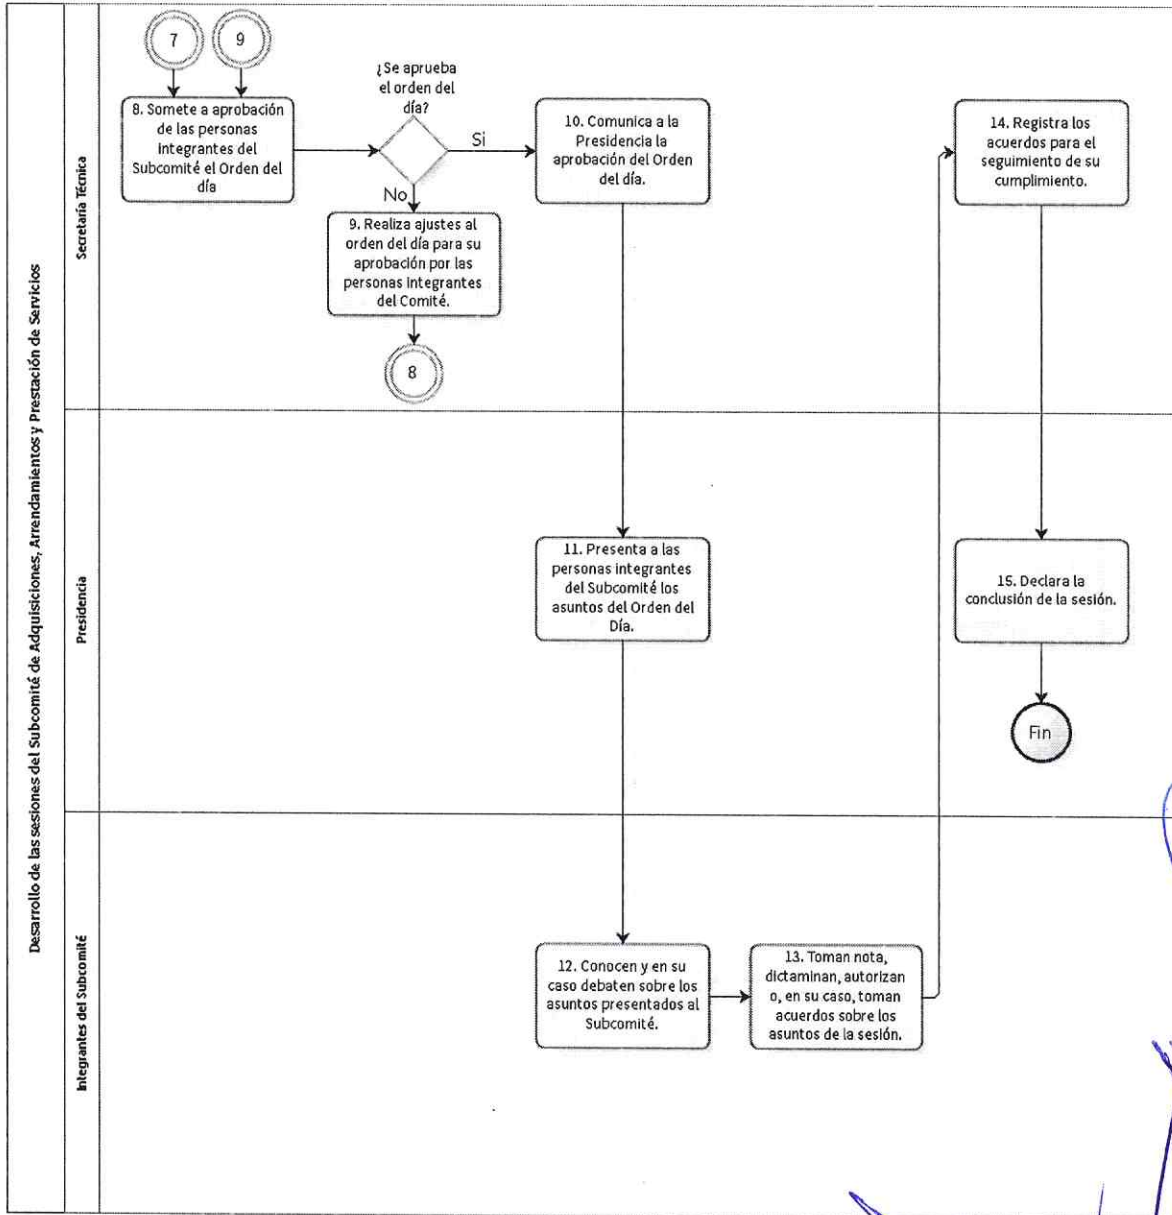 Desarrollo de las sesiones del Subcomité de Adquisiciones, Arrendamientos y Prestación de Servicios
Secretaría Técnica
7
9
8. Somete a aprobación
de las personas
integrantes del
Subcomité el Orden del
día
¿Se aprueba
el orden del
día?
Si
No
9. Realiza ajustes al
orden del día para su
aprobación por las
personas integrantes
del Comité.
8
10. Comunica a la
Presidencia la
aprobación del Orden
del día.
14. Registra los
acuerdos para el
seguimiento de su
cumplimiento.
Presidencia
11. Presenta a las
personas integrantes
del Subcomité los
asuntos del Orden del
Día.
15. Declara la
conclusión de la sesión.
Fin
Integrantes del Subcomité
12. Conocen y en su
caso debaten sobre los
asuntos presentados al
Subcomité.
13. Toman nota,
dictaminan, autorizan
o, en su caso, toman
acuerdos sobre los
asuntos de la sesión.